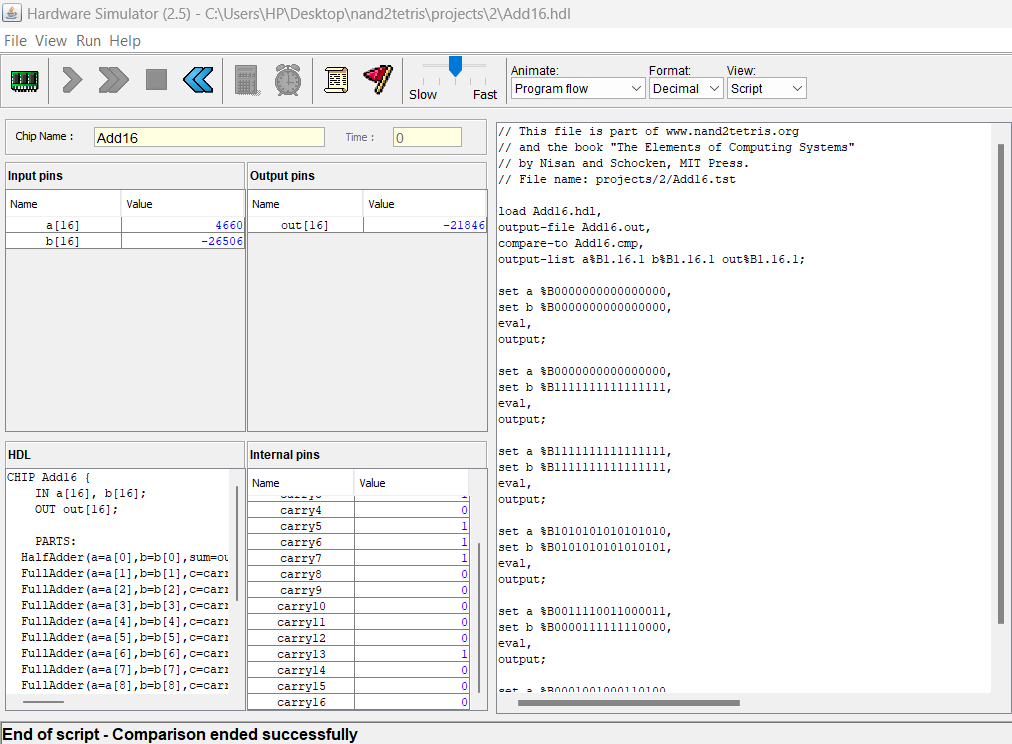 Hardware Simulator (2.5) - C:\Users\HP\Desktop\nand2tetris\projects\2\Add16.hdl
File View Run Help
Slow Fast
Animate: Format: View:
Program flow Decimal Script
Chip Name : Add16 Time : 0
Input pins
Name Value
a[16] 4660
b[16] -26506
Output pins
Name Value
out[16] -21846
HDL
CHIP Add16 {
IN a[16], b[16];
OUT out[16];
PARTS:
HalfAdder(a=a[0],b=b[0],sum=ou
FullAdder(a=a[1],b=b[1],c=carr
FullAdder(a=a[2],b=b[2],c=carr
FullAdder(a=a[3],b=b[3],c=carr
FullAdder(a=a[4],b=b[4],c=carr
FullAdder(a=a[5],b=b[5],c=carr
FullAdder(a=a[6],b=b[6],c=carr
FullAdder(a=a[7],b=b[7],c=carr
FullAdder(a=a[8],b=b[8],c=carr
Internal pins
Name Value
carry4 0
carry5 1
carry6 1
carry7 1
carry8 0
carry9 0
carry10 0
carry11 0
carry12 0
carry13 1
carry14 0
carry15 0
carry16 0
// This file is part of www.nand2tetris.org
// and the book "The Elements of Computing Systems"
// by Nisan and Schocken, MIT Press.
// File name: projects/2/Add16.tst
load Add16.hdl,
output-file Add16.out,
compare-to Add16.cmp,
output-list a%B1.16.1 b%B1.16.1 out%B1.16.1;
set a %B0000000000000000,
set b %B0000000000000000,
eval,
output;
set a %B0000000000000000,
set b %B1111111111111111,
eval,
output;
set a %B1111111111111111,
set b %B1111111111111111,
eval,
output;
set a %B1010101010101010,
set b %B0101010101010101,
eval,
output;
set a %B0011110011000011,
set b %B0000111111110000,
eval,
output;
set a %B0001001000110100
End of script - Comparison ended successfully